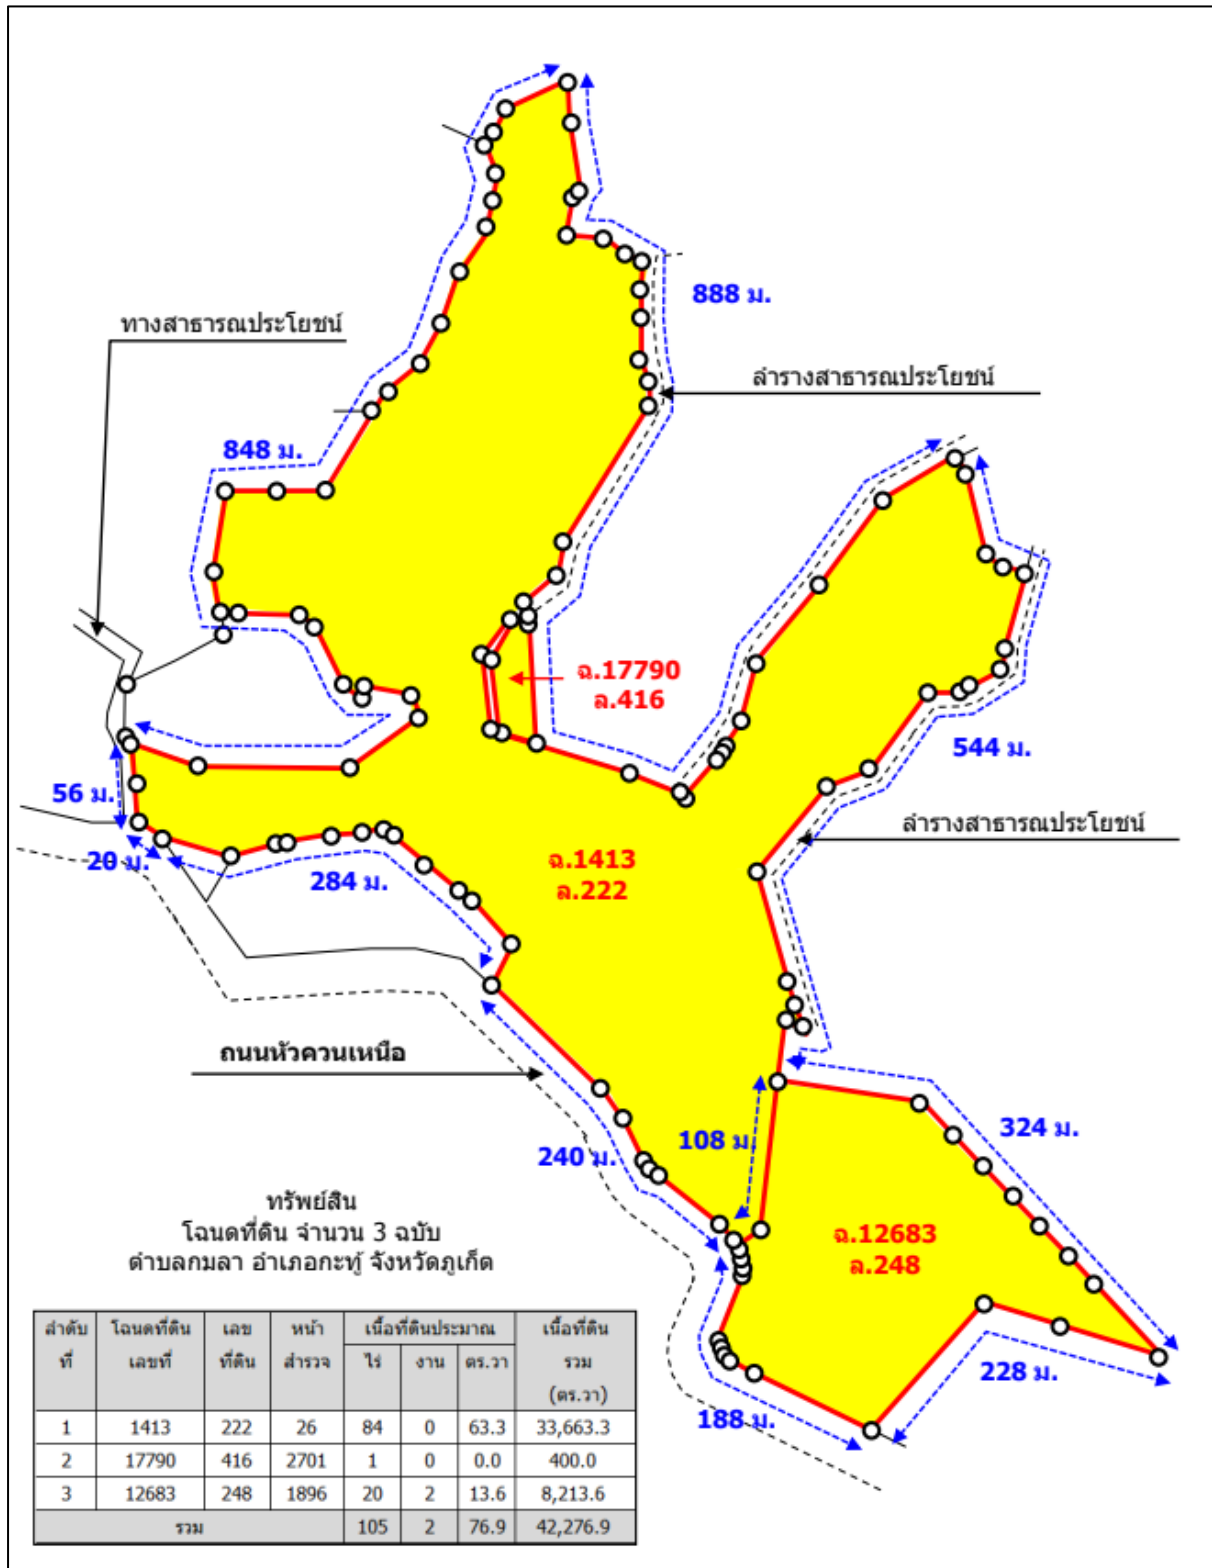 888 ม.
ทางสาธารณประโยชน์
ลำรางสาธารณประโยชน์
848 ม.
ฉ.17790
ล.416
544 ม.
56 ม.
20 ม.
284 ม.
ฉ.1413
ล.222
ลำรางสาธารณประโยชน์
ถนนหัวควนเหนือ
240 ม.
108 ม.
324 ม.
ฉ.12683
ล.248
228 ม.
188 ม.
ทรัพย์สิน
โฉนดที่ดิน จำนวน 3 ฉบับ
ตำบลกมลา อำเภอกะทู้ จังหวัดภูเก็ต
ลำดับ โฉนดที่ดิน เลข หน้า เนื้อที่ดินประมาณ เนื้อที่ดิน
ที่ เลขที่ ที่ดิน สำรวจ ไร่ งาน ตร.วา รวม
(ตร.วา)
1 1413 222 26 84 0 63.3 33,663.3
2 17790 416 2701 1 0 0.0 400.0
3 12683 248 1896 20 2 13.6 8,213.6
รวม 105 2 76.9 42,276.9